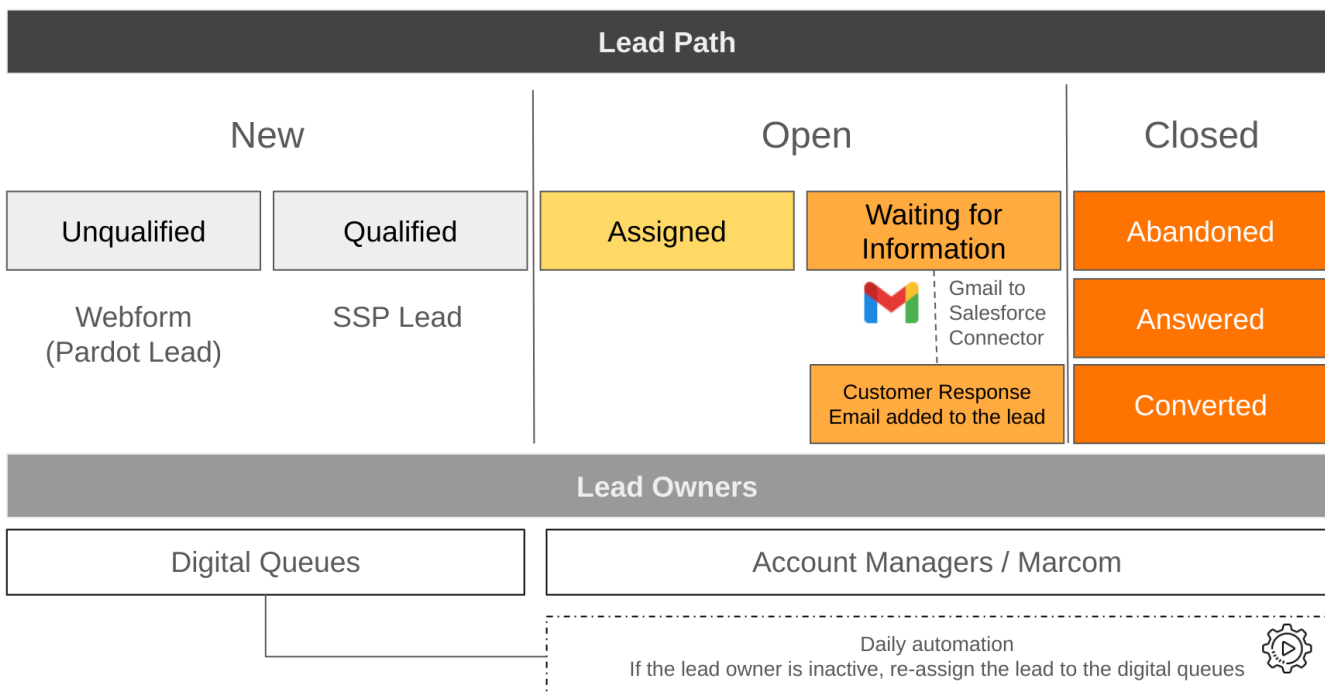 Lead Path
New
Open
Closed
Unqualified
Qualified
Assigned
Waiting for
Information
Abandoned
Webform
(Pardot Lead)
SSP Lead
Gmail to
Salesforce
Connector
Answered
Customer Response
Email added to the lead
Converted
Lead Owners
Digital Queues
Account Managers / Marcom
Daily automation
If the lead owner is inactive, re-assign the lead to the digital queues